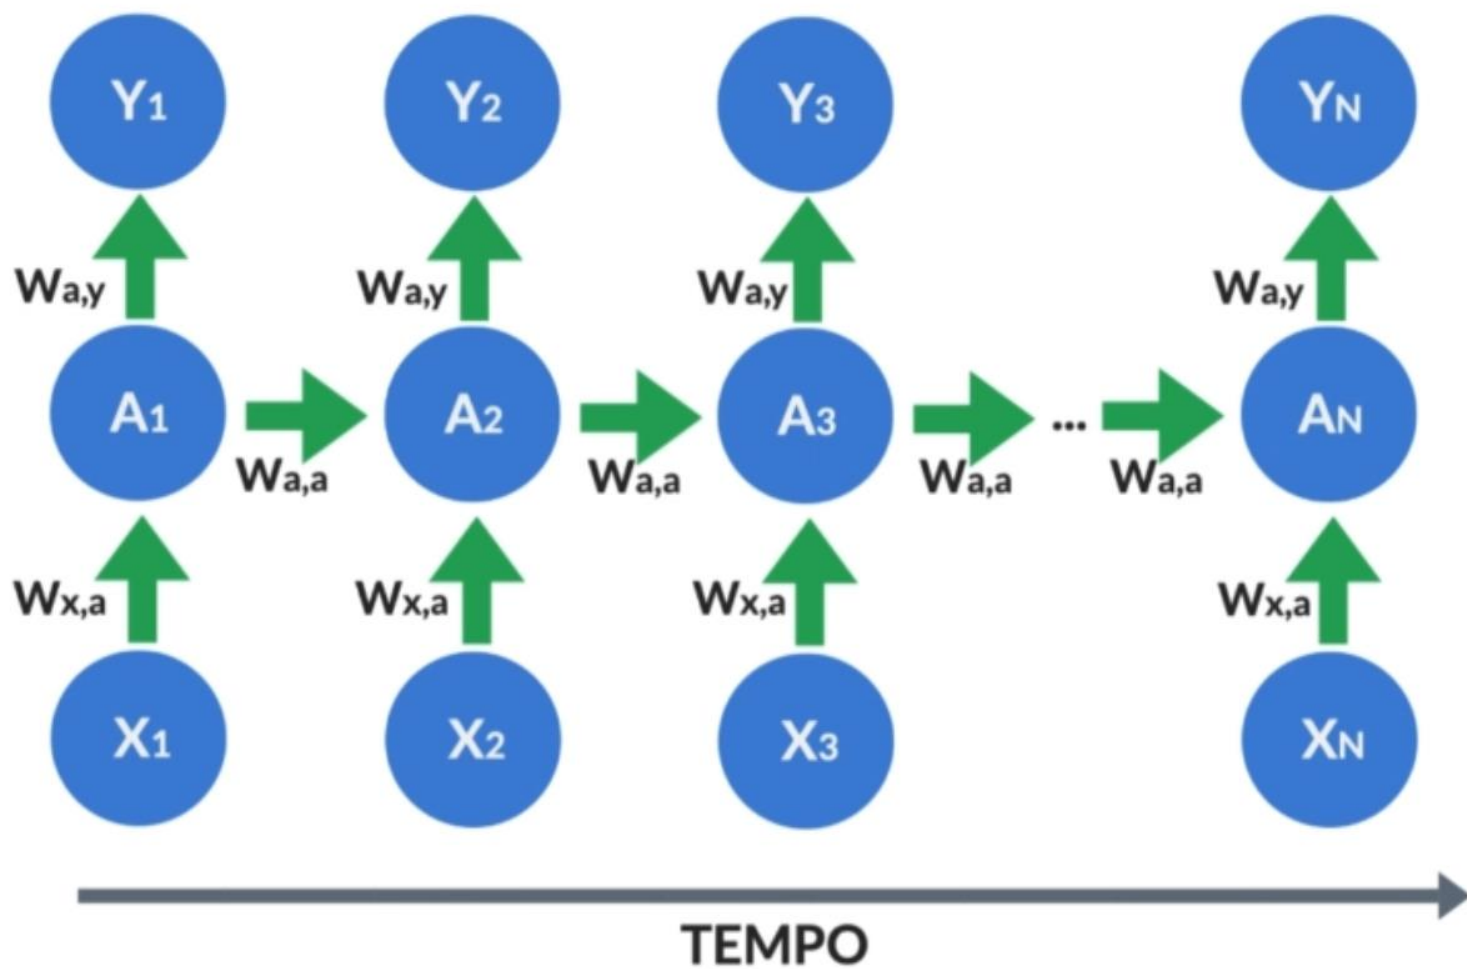 Y1 Y2 Y3 YN
Wa,y Wa,y Wa,y Wa,y
A1 A2 A3 ... AN
Wa,a Wa,a Wa,a Wa,a
Wx,a Wx,a Wx,a Wx,a
X1 X2 X3 XN
TEMPO